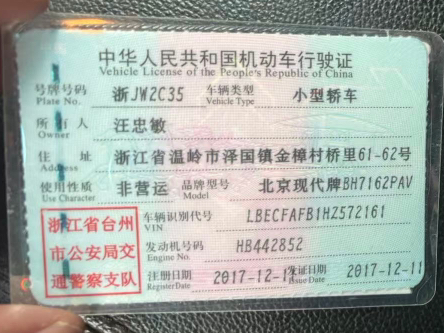 中华人民共和国机动车行驶证
Vehicle License of the People's Republic of China
号牌号码 浙JW2C35 车辆类型 小型轿车
Plate No. Vehicle Type
所有人 汪忠敏
Owner
住址 浙江省温岭市泽国镇金樟村桥里61-62号
Address
使用性质 非营运 品牌型号 北京现代牌BH7162PAV
Use Character Model
浙江省台州
市公安局交
通警察支队
车辆识别代号 LBECFAFB1HZ572161
VIN
发动机号码 HB442852
Engine No.
注册日期 2017-12-1 发证日期 2017-12-11
Register Date Issue Date